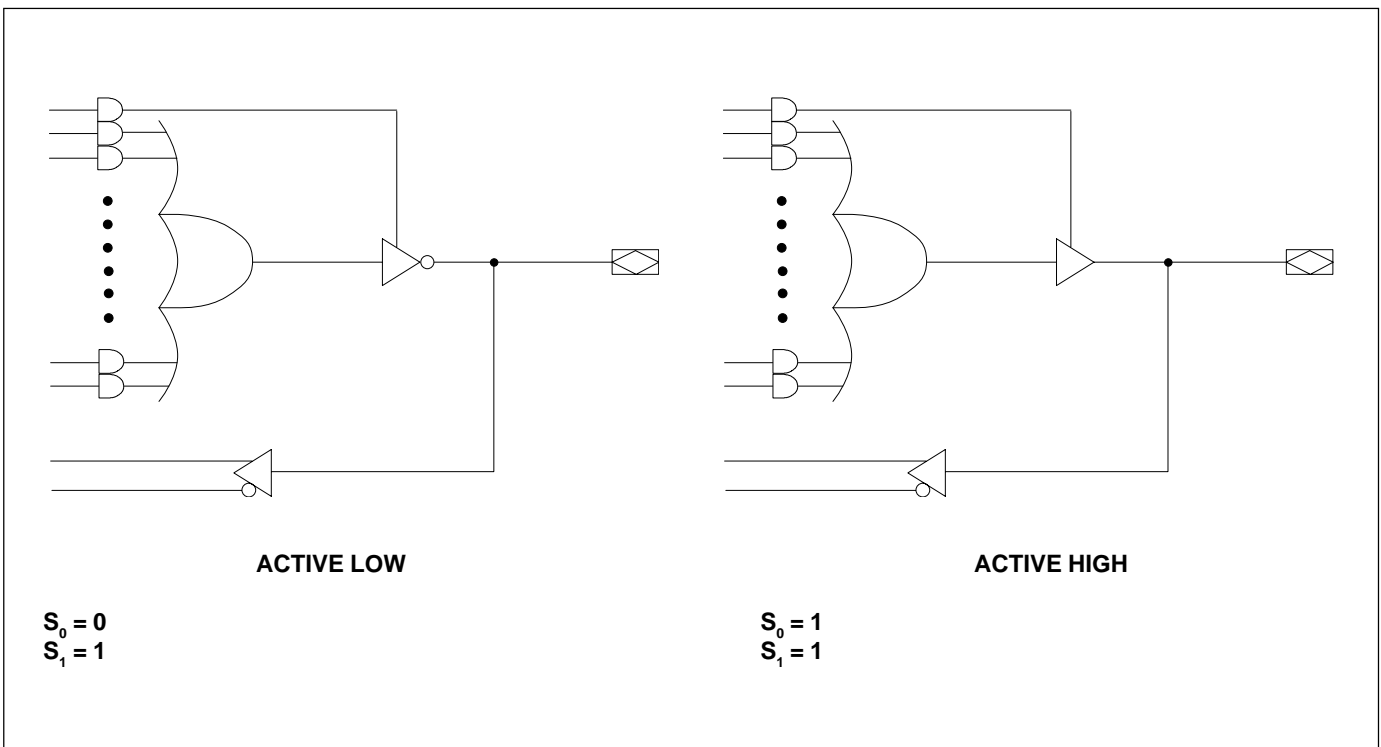 ACTIVE LOW
ACTIVE HIGH
S₀ = 0
S₁ = 1
S₀ = 1
S₁ = 1